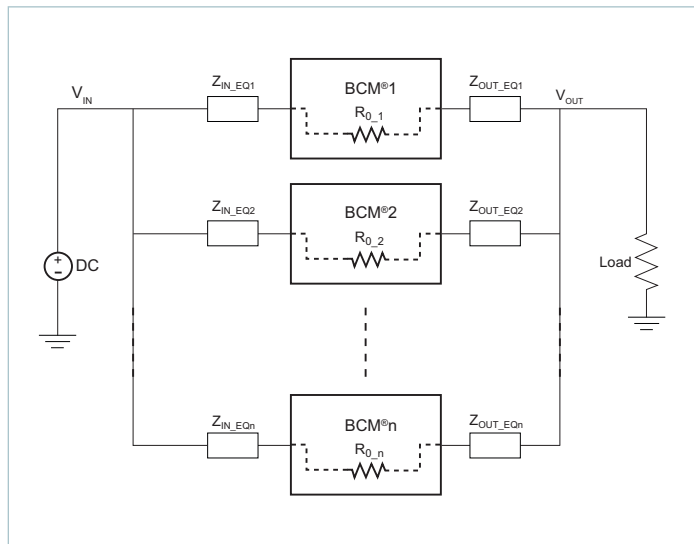 V_IN
Z_IN_EQ1
BCM®1
R_0_1
Z_OUT_EQ1
V_OUT
Z_IN_EQ2
BCM®2
R_0_2
Z_OUT_EQ2
+
−
DC
Load
Z_IN_EQn
BCM®n
R_0_n
Z_OUT_EQn